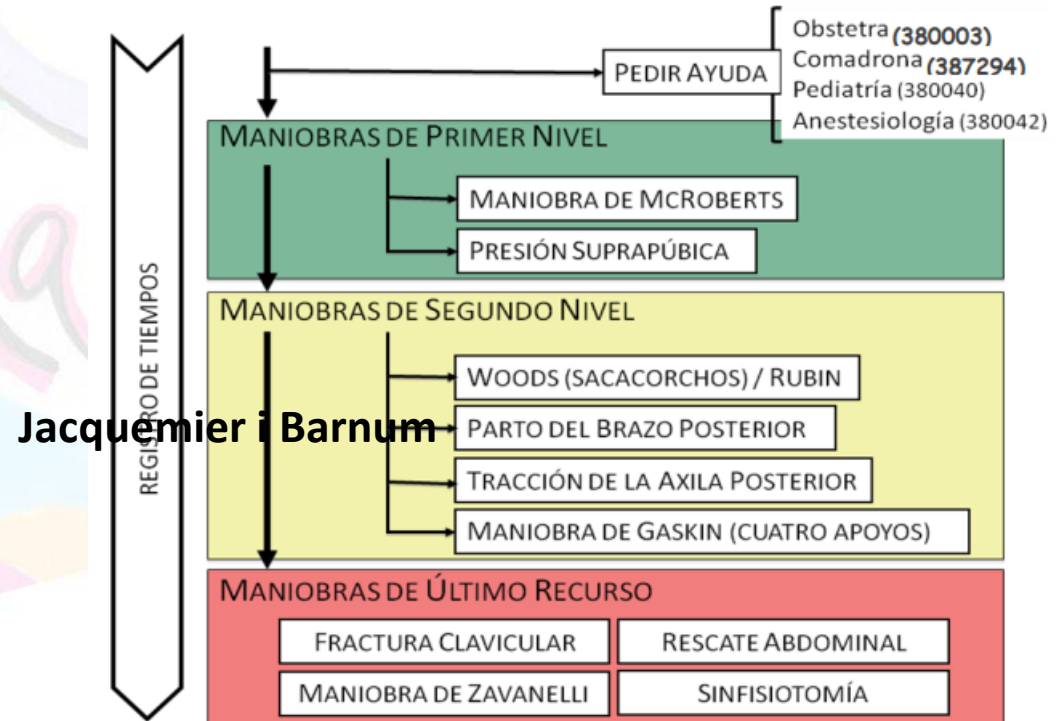 Obstetra (380003)
PEDIR AYUDA
Comadrona (387294)
Pediatría (380040)
Anestesiología (380042)
MANIOBRAS DE PRIMER NIVEL
MANIOBRA DE MCROBERTS
PRESIÓN SUPRAPÚBICA
REGISTRO DE TIEMPOS
MANIOBRAS DE SEGUNDO NIVEL
WOODS (SACACORCHOS) / RUBIN
Jacquemier i Barnum
PARTO DEL BRAZO POSTERIOR
TRACCIÓN DE LA AXILA POSTERIOR
MANIOBRA DE GASKIN (CUATRO APOYOS)
MANIOBRAS DE ÚLTIMO RECURSO
FRACTURA CLAVICULAR
RESCATE ABDOMINAL
MANIOBRA DE ZAVANELLI
SINFISIOTOMÍA